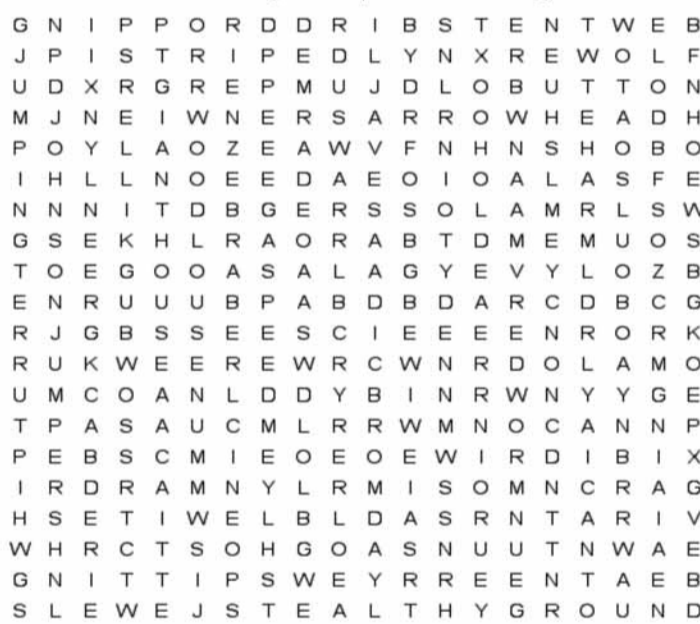 G N I P P O R D D R I B S T E N T W E B
J P I S T R I P E D L Y N X R E W O L F
U D X R G R E P M U J D L O B U T T O N
M J N E I W N E R S A R R O W H E A D H
P O Y L A O Z E A W V F N H N S H O B O
I H L L N O E E D A E O I O A L A S F E
N N N I T D B G E R S S O L A M R L S W
G S E K H L R A O R A B T D M E M U O S
T O E G O O A S A L A G Y E V Y L O Z B
E N R U U U B P A B D B D A R C D B C G
R J G B S S E E S C I E E E E N R O R K
R U K W E E R E W R C W N R D O L A M O
U M C O A N L D D Y B I N R W N Y Y G E
T P A S A U C M L R R W M N O C A N N P
P E B S C M I E O E O E W I R D I B I X
I R D R A M N Y L R M I S O M N C R A G
H S E T I W E L B L D A S R N T A R I V
W H R C T S O H G O A S N U U T N W A E
G N I T T I P S W E Y R R E E N T A E B
S L E W E J S T E A L T H Y G R O U N D